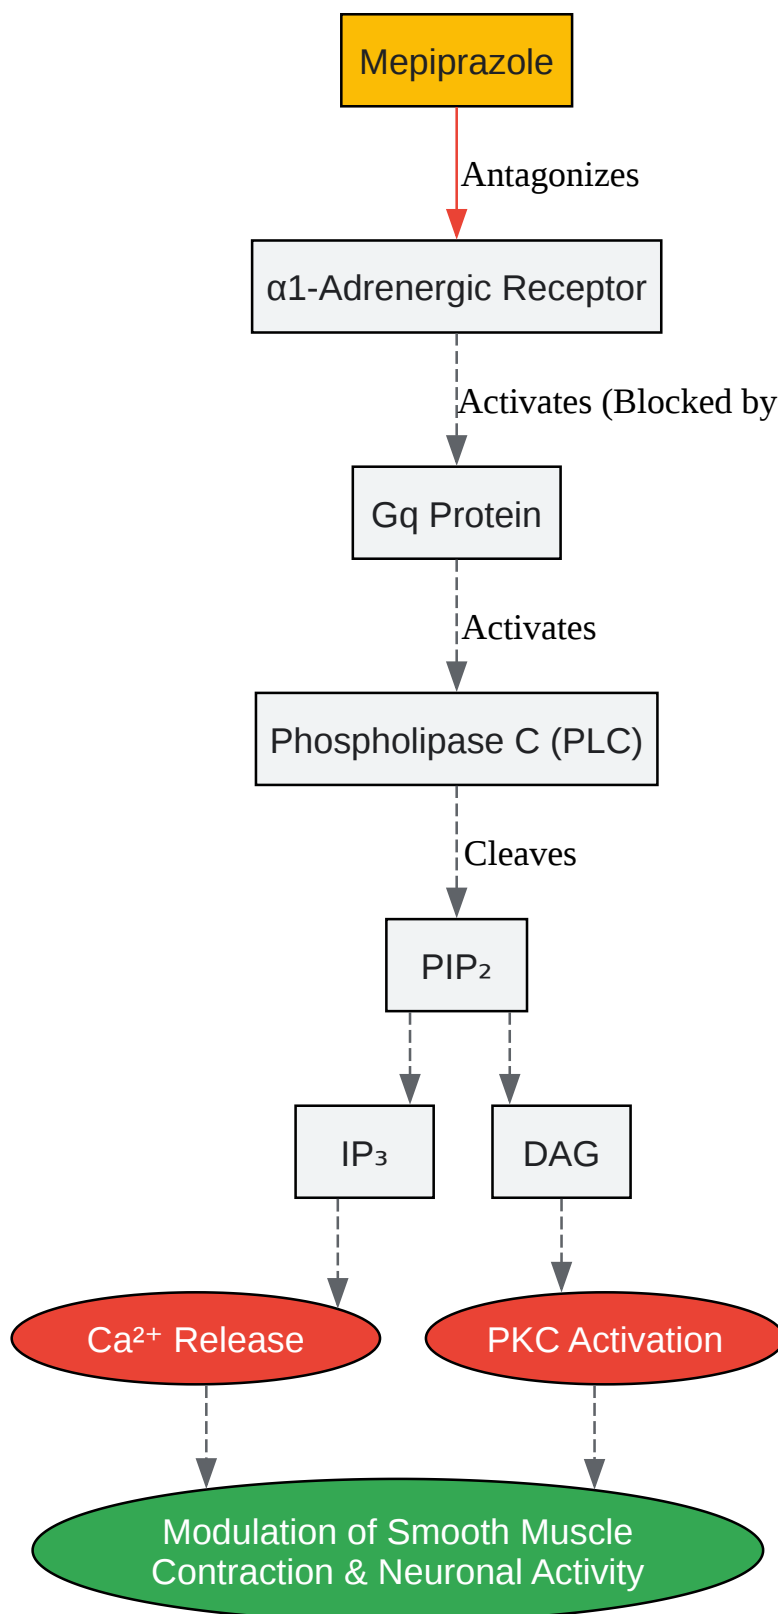 Mepiprazole
Antagonizes
α1-Adrenergic Receptor
Activates (Blocked by
Gq Protein
Activates
Phospholipase C (PLC)
Cleaves
PIP₂
IP₃ DAG
Ca²⁺ Release PKC Activation
Modulation of Smooth Muscle
Contraction & Neuronal Activity